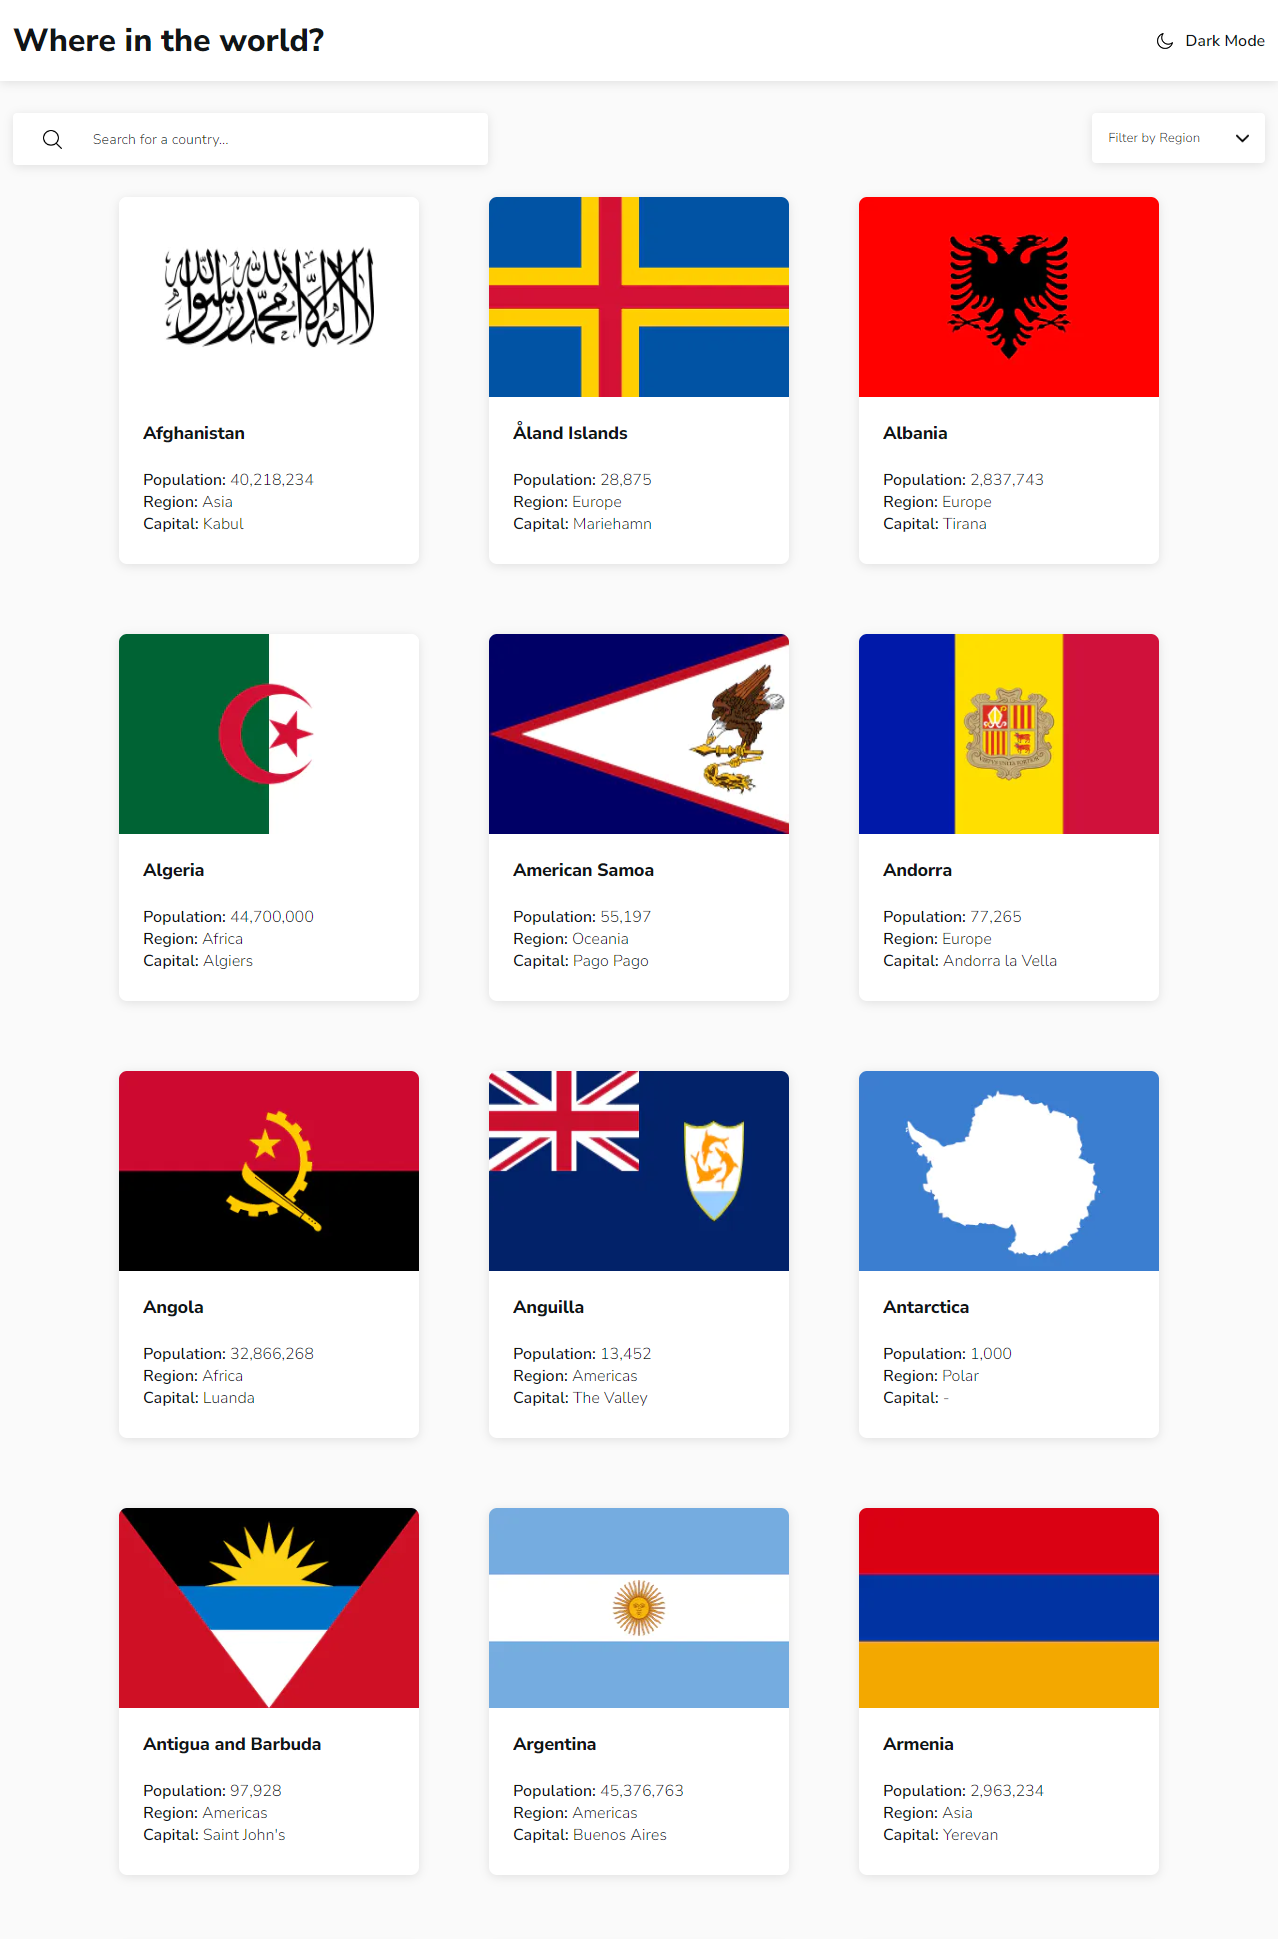 Where in the world?
Dark Mode
Search for a country...
Filter by Region
لا إله إلا الله محمد رسول الله
Afghanistan
Population: 40,218,234
Region: Asia
Capital: Kabul
Åland Islands
Population: 28,875
Region: Europe
Capital: Mariehamn
Albania
Population: 2,837,743
Region: Europe
Capital: Tirana
Algeria
Population: 44,700,000
Region: Africa
Capital: Algiers
American Samoa
Population: 55,197
Region: Oceania
Capital: Pago Pago
Andorra
Population: 77,265
Region: Europe
Capital: Andorra la Vella
Angola
Population: 32,866,268
Region: Africa
Capital: Luanda
Anguilla
Population: 13,452
Region: Americas
Capital: The Valley
Antarctica
Population: 1,000
Region: Polar
Capital: -
Antigua and Barbuda
Population: 97,928
Region: Americas
Capital: Saint John's
Argentina
Population: 45,376,763
Region: Americas
Capital: Buenos Aires
Armenia
Population: 2,963,234
Region: Asia
Capital: Yerevan